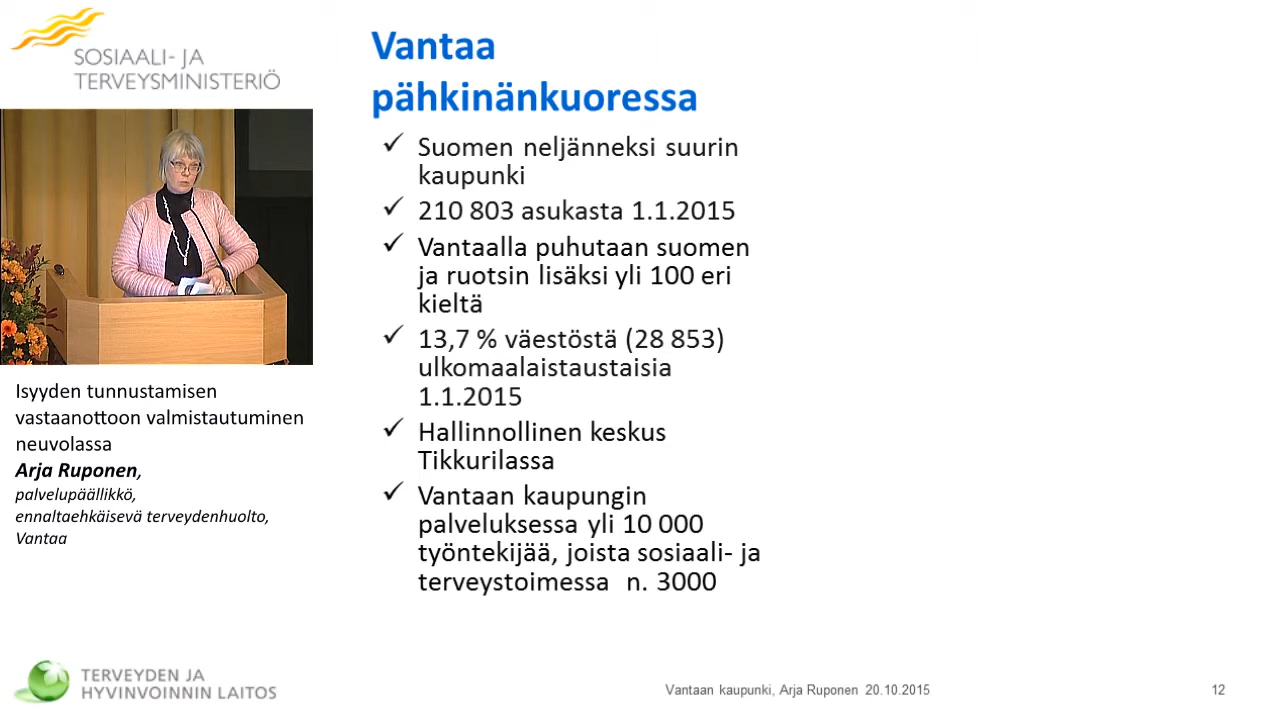 SOSIAALI- JA
TERVEYSMINISTERIÖ
Isyyden tunnustamisen
vastaanottoon valmistautuminen
neuvolassa
Arja Ruponen,
palvelupäällikkö,
ennaltaehkäisevä terveydenhuolto,
Vantaa
TERVEYDEN JA
HYVINVOINNIN LAITOS
Vantaa
pähkinänkuoressa
✓ Suomen neljänneksi suurin
kaupunki
✓ 210 803 asukasta 1.1.2015
✓ Vantaalla puhutaan suomen
ja ruotsin lisäksi yli 100 eri
kieltä
✓ 13,7 % väestöstä (28 853)
ulkomaalaistaustaisia
1.1.2015
✓ Hallinnollinen keskus
Tikkurilassa
✓ Vantaan kaupungin
palveluksessa yli 10 000
työntekijää, joista sosiaali- ja
terveystoimessa n. 3000
Vantaan kaupunki, Arja Ruponen 20.10.2015
12